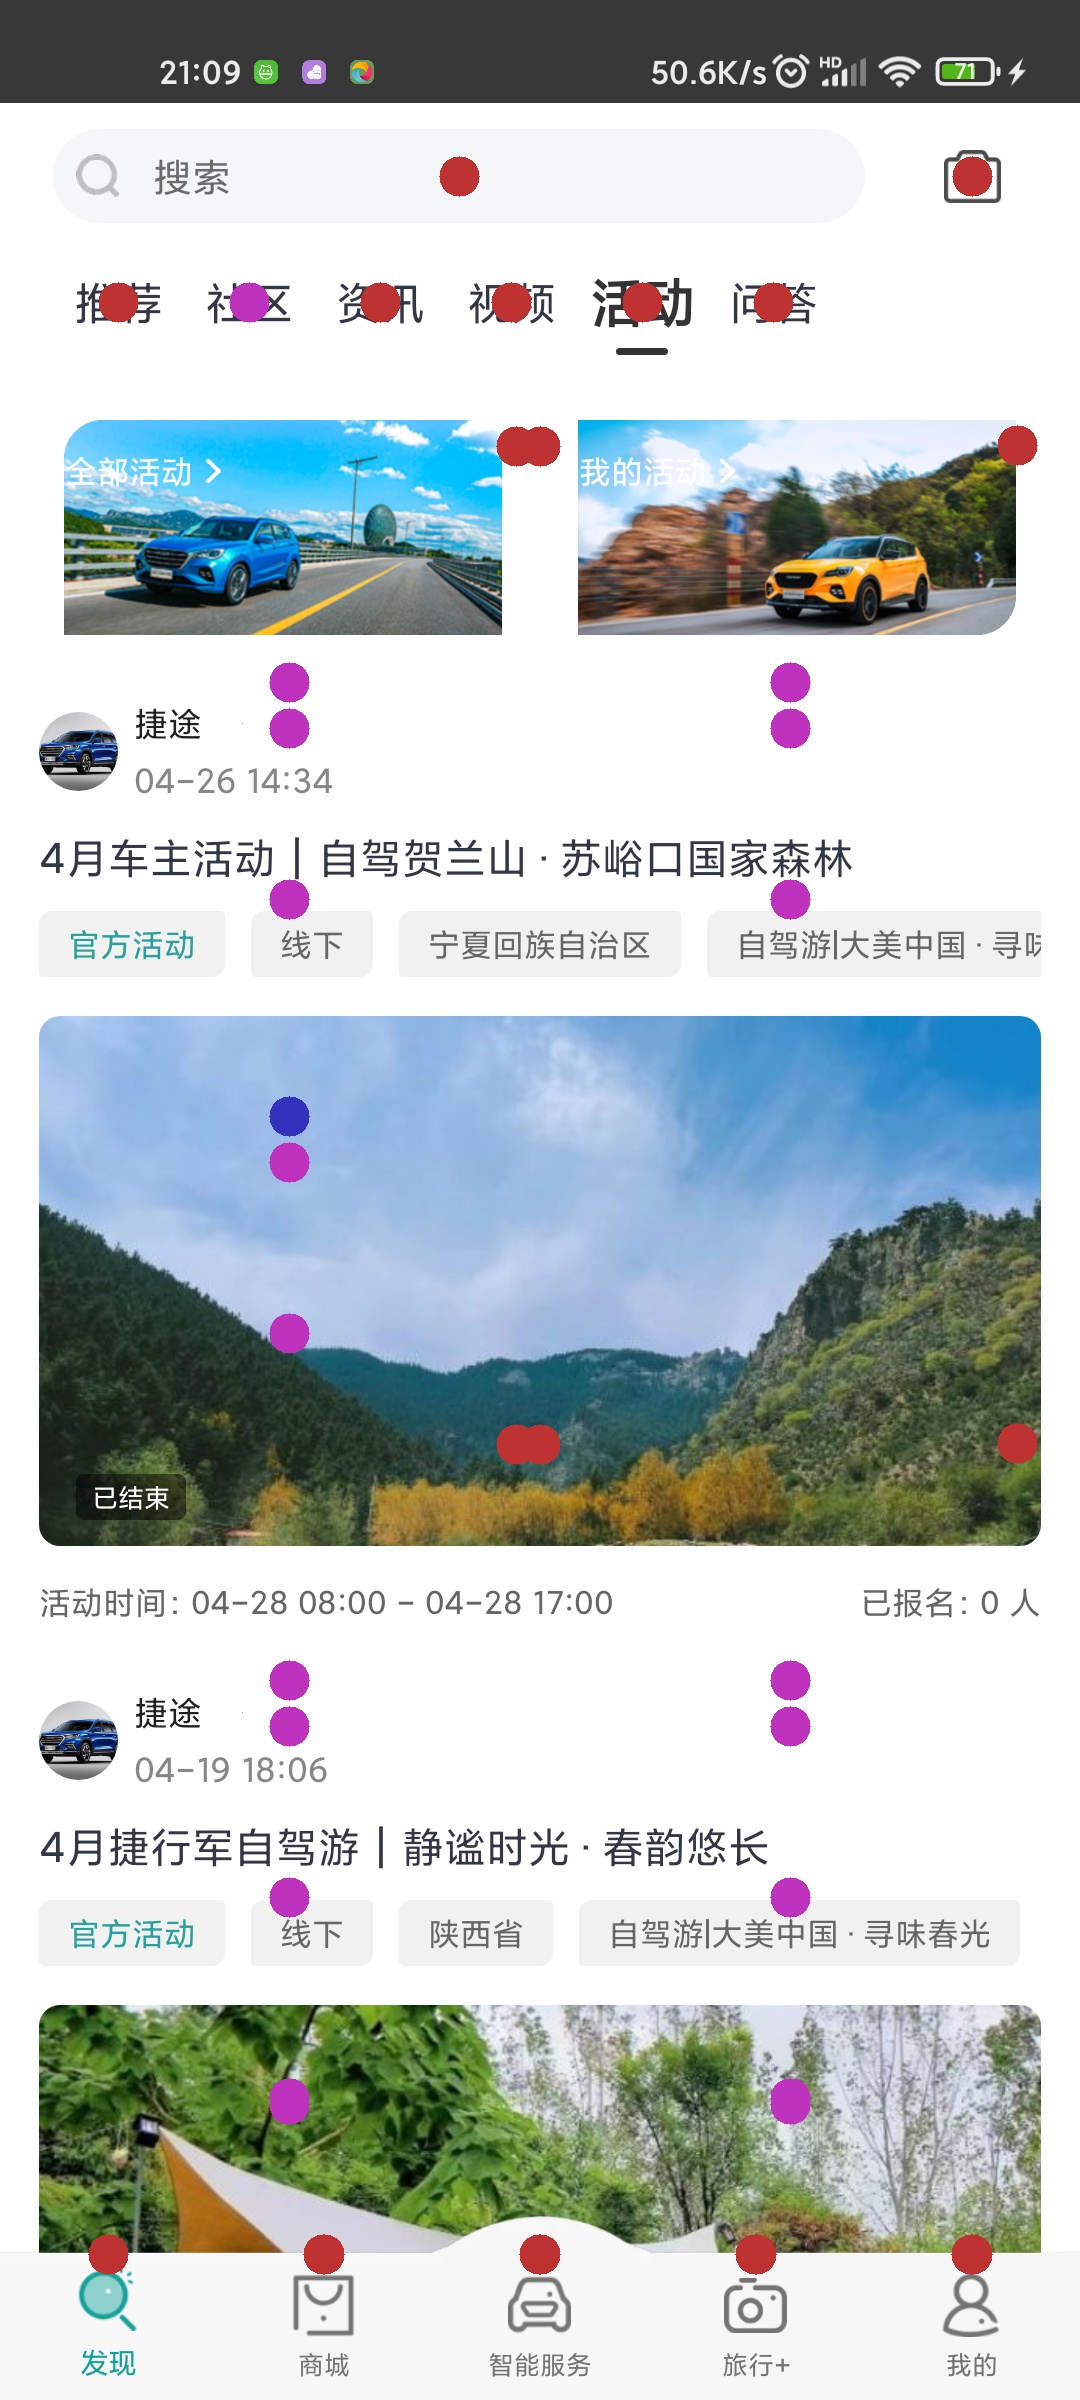 21:09 50.6K/s HD 71
搜索
推荐 社区 资讯 视频 活动 问答
全部活动 我的活动
捷途
04-26 14:34
4月车主活动 | 自驾贺兰山 · 苏峪口国家森林
官方活动 线下 宁夏回族自治区 自驾游|大美中国 · 寻味
已结束
活动时间: 04-28 08:00 - 04-28 17:00 已报名: 0 人
捷途
04-19 18:06
4月捷行军自驾游 | 静谧时光 · 春韵悠长
官方活动 线下 陕西省 自驾游|大美中国 · 寻味春光
发现 商城 智能服务 旅行+ 我的